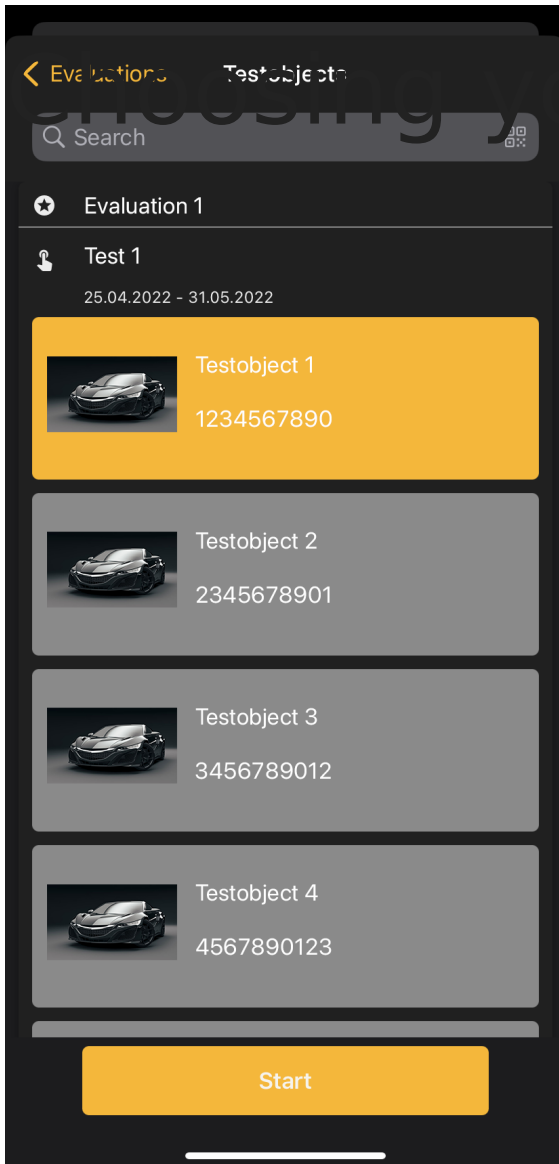 Evaluations Testobjects
Choosing
Search
Evaluation 1
Test 1
25.04.2022 - 31.05.2022
Testobject 1
1234567890
Testobject 2
2345678901
Testobject 3
3456789012
Testobject 4
4567890123
Start